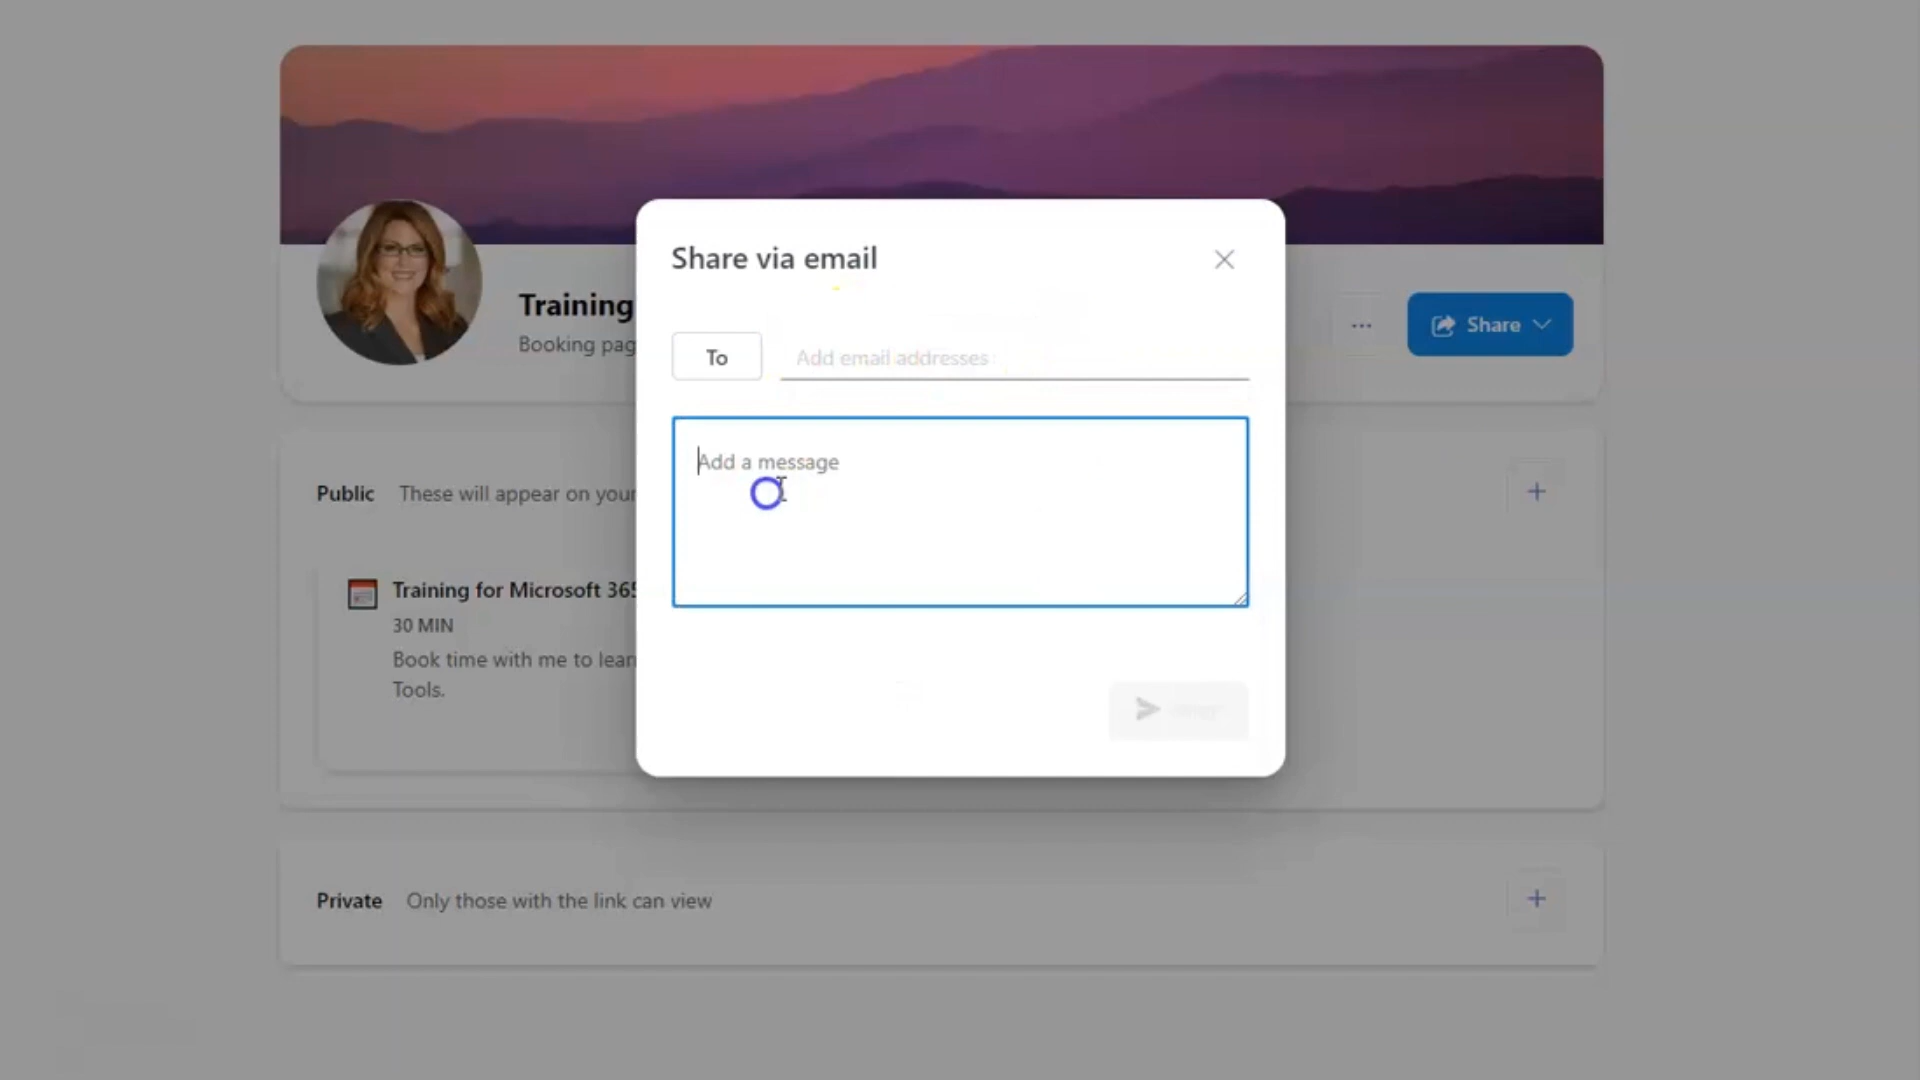 Share via email
To
Add email addresses
Training
Booking pag
Share
Add a message
Public These will appear on your
Training for Microsoft 365
30 MIN
Book time with me to lear
Tools.
Private Only those with the link can view